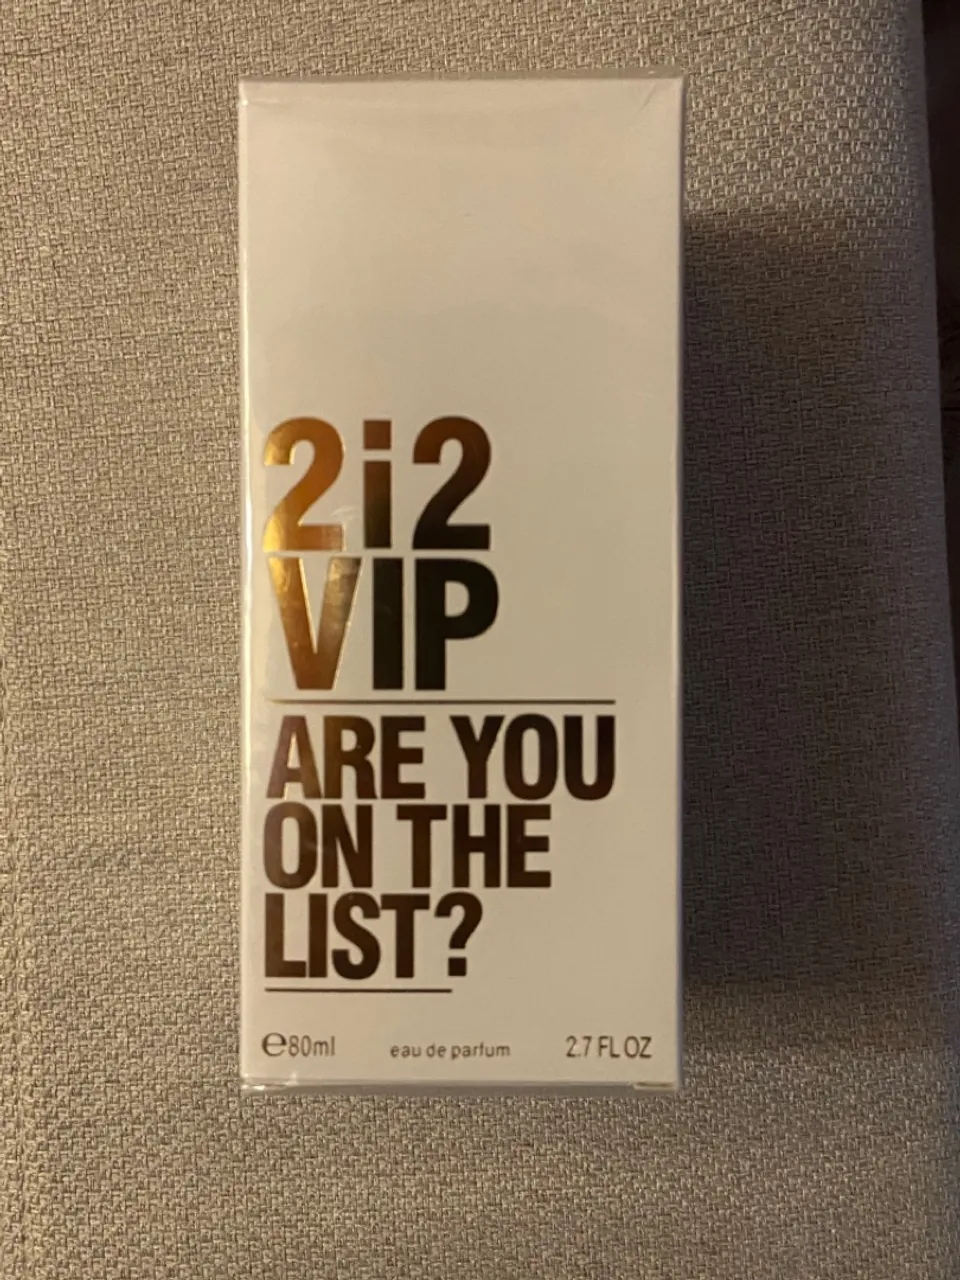 2i2
VIP
ARE YOU
ON THE
LIST?
℮80ml eau de parfum 2.7 FL OZ